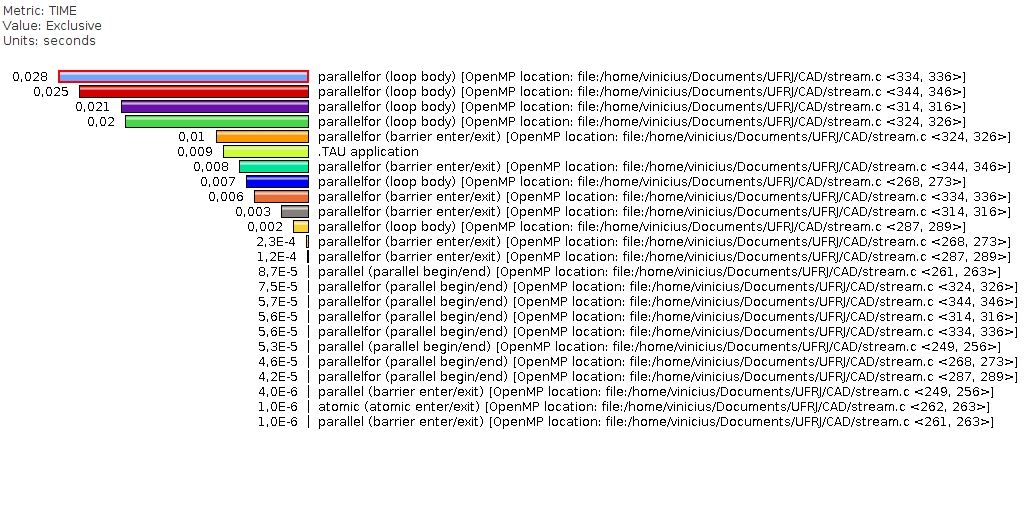 Metric: TIME
Value: Exclusive
Units: seconds
0,028 parallelfor (loop body) [OpenMP location: file:/home/vinicius/Documents/UFRJ/CAD/stream.c <334, 336>]
0,025 parallelfor (loop body) [OpenMP location: file:/home/vinicius/Documents/UFRJ/CAD/stream.c <344, 346>]
0,021 parallelfor (loop body) [OpenMP location: file:/home/vinicius/Documents/UFRJ/CAD/stream.c <314, 316>]
0,02 parallelfor (loop body) [OpenMP location: file:/home/vinicius/Documents/UFRJ/CAD/stream.c <324, 326>]
0,01 parallelfor (barrier enter/exit) [OpenMP location: file:/home/vinicius/Documents/UFRJ/CAD/stream.c <324, 326>]
0,009 .TAU application
0,008 parallelfor (barrier enter/exit) [OpenMP location: file:/home/vinicius/Documents/UFRJ/CAD/stream.c <344, 346>]
0,007 parallelfor (loop body) [OpenMP location: file:/home/vinicius/Documents/UFRJ/CAD/stream.c <268, 273>]
0,006 parallelfor (barrier enter/exit) [OpenMP location: file:/home/vinicius/Documents/UFRJ/CAD/stream.c <334, 336>]
0,003 parallelfor (barrier enter/exit) [OpenMP location: file:/home/vinicius/Documents/UFRJ/CAD/stream.c <314, 316>]
0,002 parallelfor (loop body) [OpenMP location: file:/home/vinicius/Documents/UFRJ/CAD/stream.c <287, 289>]
2,3E-4 parallelfor (barrier enter/exit) [OpenMP location: file:/home/vinicius/Documents/UFRJ/CAD/stream.c <268, 273>]
1,2E-4 parallelfor (barrier enter/exit) [OpenMP location: file:/home/vinicius/Documents/UFRJ/CAD/stream.c <287, 289>]
8,7E-5 parallel (parallel begin/end) [OpenMP location: file:/home/vinicius/Documents/UFRJ/CAD/stream.c <261, 263>]
7,5E-5 parallelfor (parallel begin/end) [OpenMP location: file:/home/vinicius/Documents/UFRJ/CAD/stream.c <324, 326>]
5,7E-5 parallelfor (parallel begin/end) [OpenMP location: file:/home/vinicius/Documents/UFRJ/CAD/stream.c <344, 346>]
5,6E-5 parallelfor (parallel begin/end) [OpenMP location: file:/home/vinicius/Documents/UFRJ/CAD/stream.c <314, 316>]
5,6E-5 parallelfor (parallel begin/end) [OpenMP location: file:/home/vinicius/Documents/UFRJ/CAD/stream.c <334, 336>]
5,3E-5 parallel (parallel begin/end) [OpenMP location: file:/home/vinicius/Documents/UFRJ/CAD/stream.c <249, 256>]
4,6E-5 parallelfor (parallel begin/end) [OpenMP location: file:/home/vinicius/Documents/UFRJ/CAD/stream.c <268, 273>]
4,2E-5 parallelfor (parallel begin/end) [OpenMP location: file:/home/vinicius/Documents/UFRJ/CAD/stream.c <287, 289>]
4,0E-6 parallel (barrier enter/exit) [OpenMP location: file:/home/vinicius/Documents/UFRJ/CAD/stream.c <249, 256>]
1,0E-6 atomic (atomic enter/exit) [OpenMP location: file:/home/vinicius/Documents/UFRJ/CAD/stream.c <262, 263>]
1,0E-6 parallel (barrier enter/exit) [OpenMP location: file:/home/vinicius/Documents/UFRJ/CAD/stream.c <261, 263>]